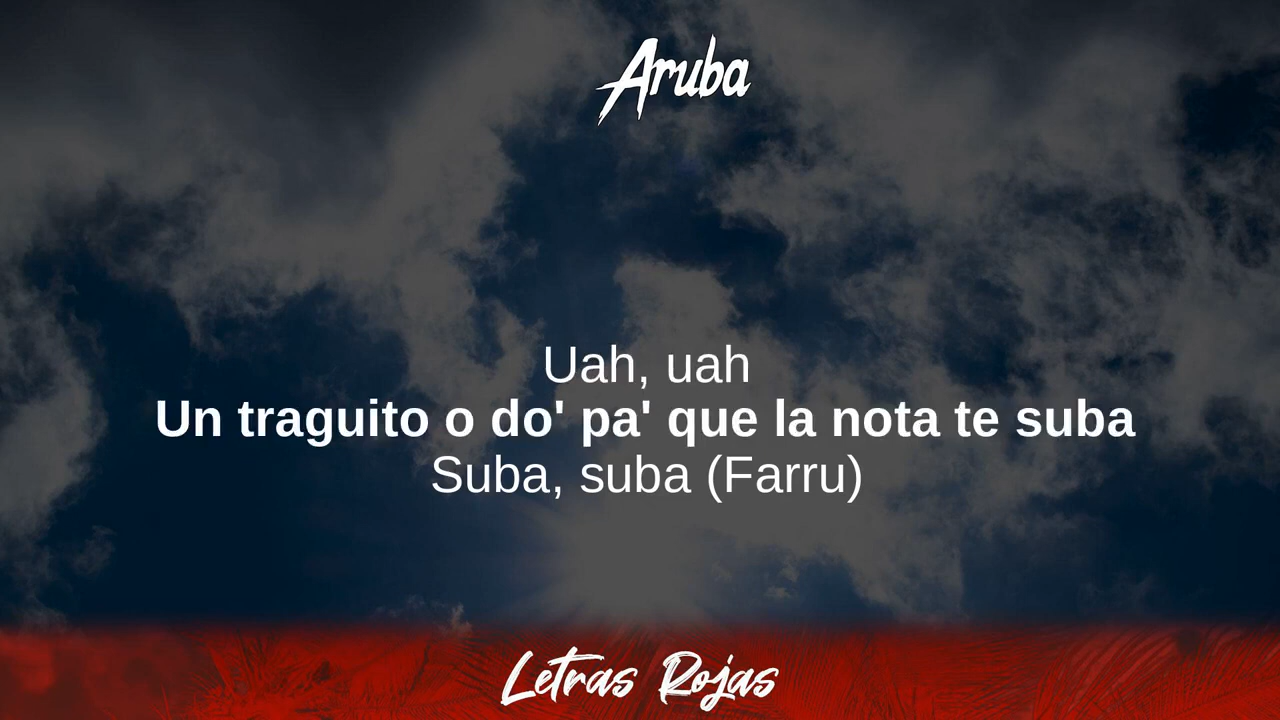 Aruba
Uah, uah
Un traguito o do' pa' que la nota te suba
Suba, suba (Farru)
Letras Rojas